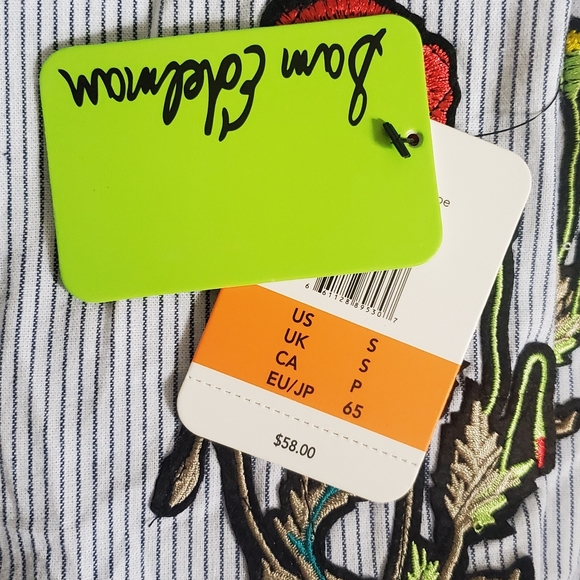 Sam Edelman
US S
UK S
CA P
EU/JP 65
$58.00